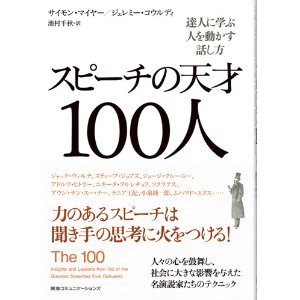 サイモン・マイヤー/ジェレミー・コウルディ
池村千秋・訳
達人に学ぶ
人を動かす
話し方
スピーチの天才
100人
ジャック・ウェルチ、スティーブ・ジョブズ、ジョージ・クルーニー、
アドルフ・ヒトラー、ニキータ・フルシチョフ、ソクラテス、
アウン・サン・スー・チー、ラニア王妃、小泉純一郎、ムハマド・ユヌス……
力のあるスピーチは
聞き手の思考に火をつける!
The 100
Insights and Lessons from 100 of the
Greatest Speeches Ever Delivered
人々の心を鼓舞し、
社会に大きな影響を与えた
名演説家たちのテクニック
阪急コミュニケーションズ